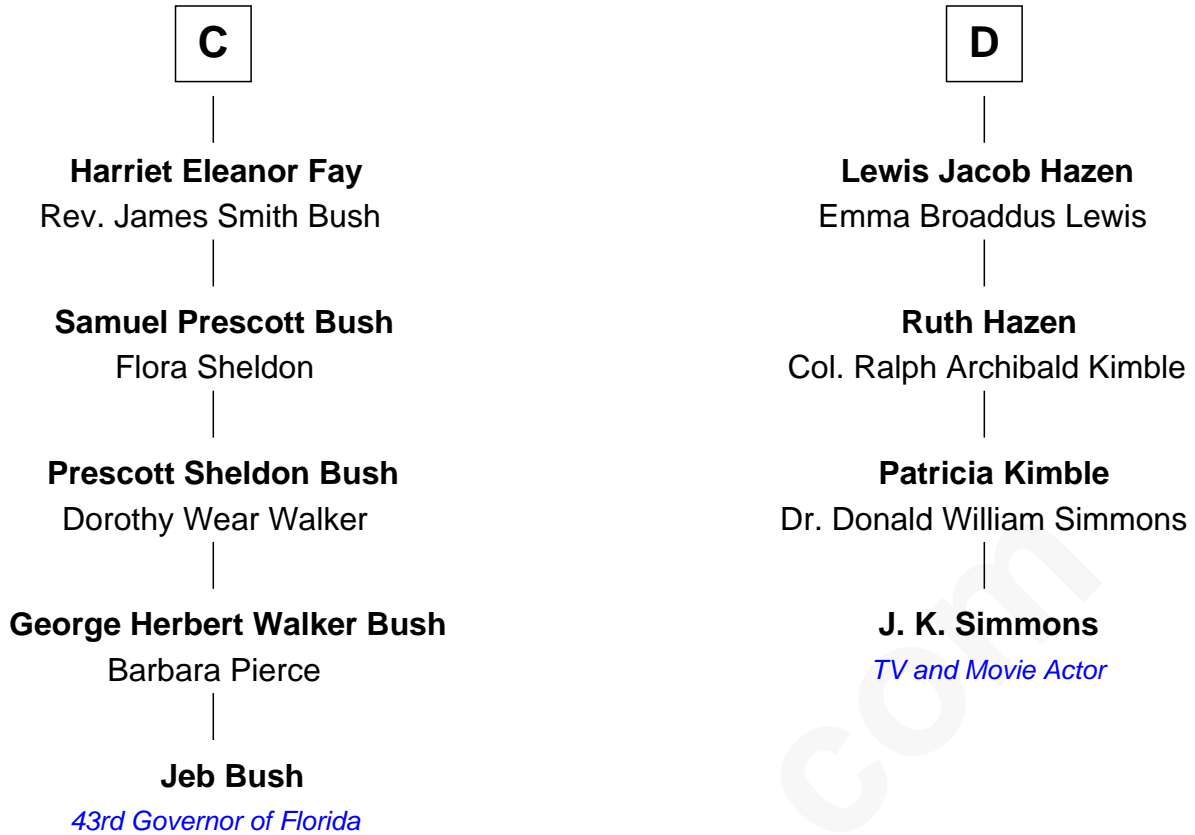 C
Harriet Eleanor Fay
Rev. James Smith Bush
Samuel Prescott Bush
Flora Sheldon
Prescott Sheldon Bush
Dorothy Wear Walker
George Herbert Walker Bush
Barbara Pierce
Jeb Bush
43rd Governor of Florida
D
Lewis Jacob Hazen
Emma Broaddus Lewis
Ruth Hazen
Col. Ralph Archibald Kimble
Patricia Kimble
Dr. Donald William Simmons
J. K. Simmons
TV and Movie Actor
com